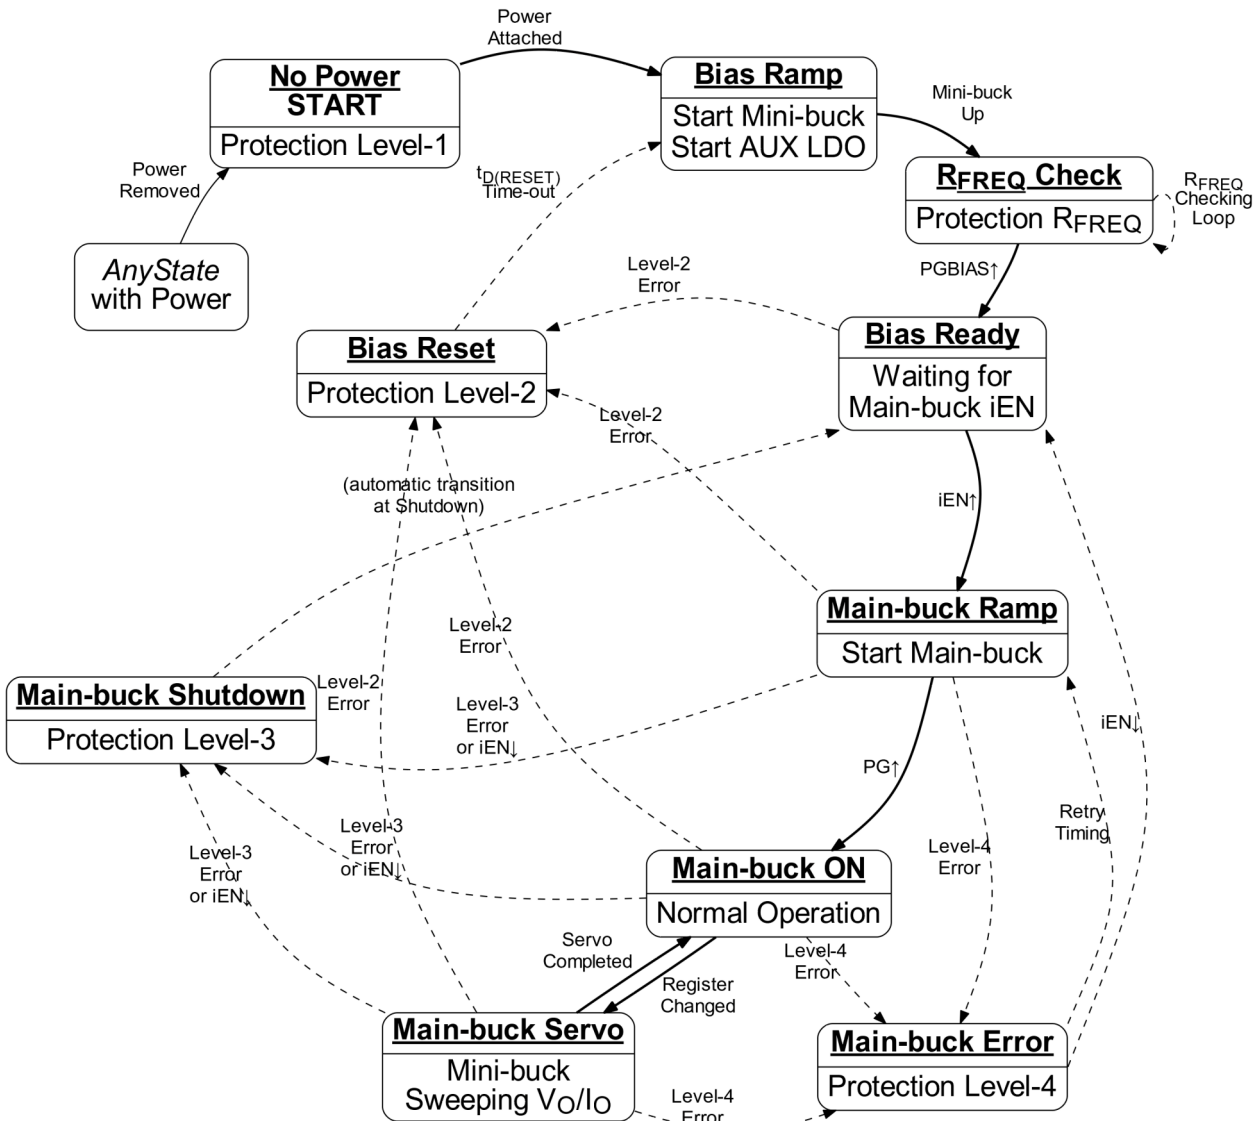 Power
Attached
No Power
START
Protection Level-1
Bias Ramp
Start Mini-buck
Start AUX LDO
Mini-buck
Up
Power
Removed
tD(RESET)
Time-out
RFREQ Check
Protection RFREQ
RFREQ
Checking
Loop
AnyState
with Power
Level-2
Error
PGBIAS↑
Bias Reset
Protection Level-2
Bias Ready
Waiting for
Main-buck iEN
Level-2
Error
(automatic transition
at Shutdown)
iEN↑
Main-buck Ramp
Start Main-buck
Level-2
Error
Main-buck Shutdown
Protection Level-3
Level-2
Error
Level-3
Error
or iEN↓
iEN↓
PG↑
Retry
Timing
Level-3
Error
or iEN↓
Level-3
Error
or iEN↓
Level-4
Error
Main-buck ON
Normal Operation
Servo
Completed
Level-4
Error
Register
Changed
Main-buck Servo
Mini-buck
Sweeping VO/IO
Main-buck Error
Protection Level-4
Level-4
Error